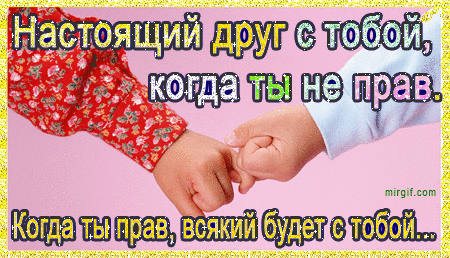 Настоящий друг с тобой,
когда ты не прав.
mirgif.com
Когда ты прав, всякий будет с тобой...